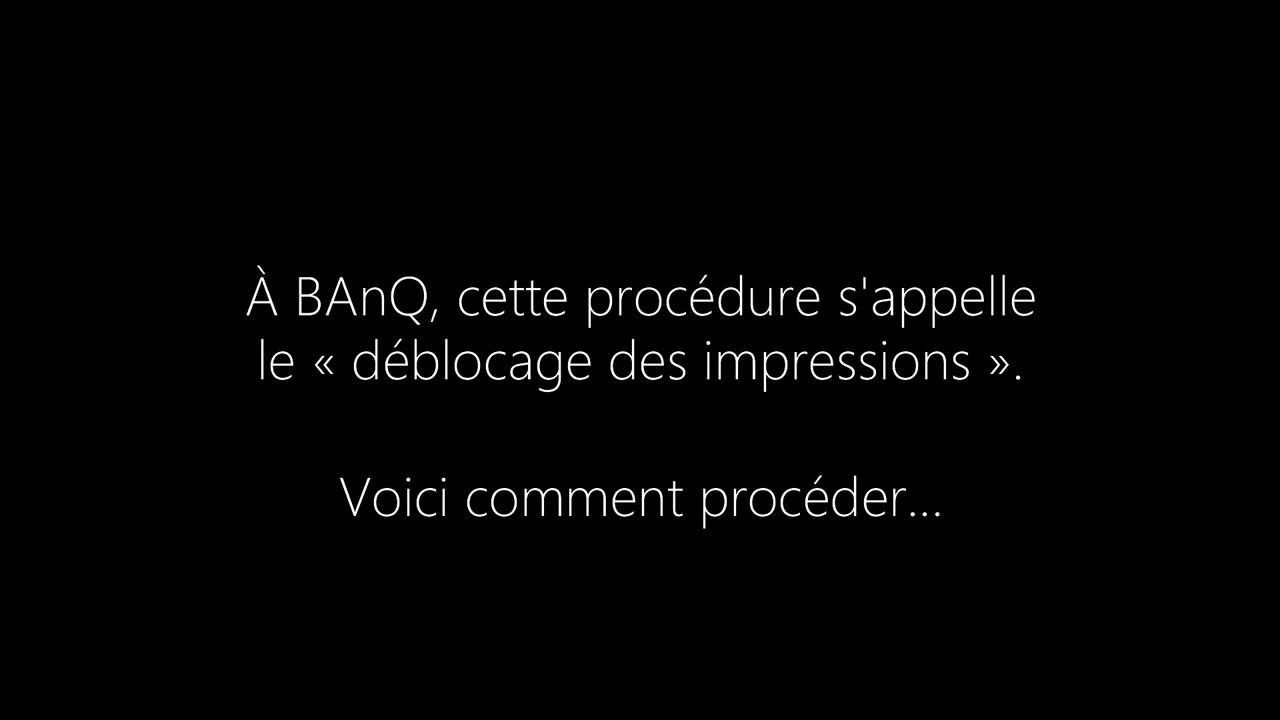 À BAnQ, cette procédure s'appelle
le « déblocage des impressions ».
Voici comment procéder...